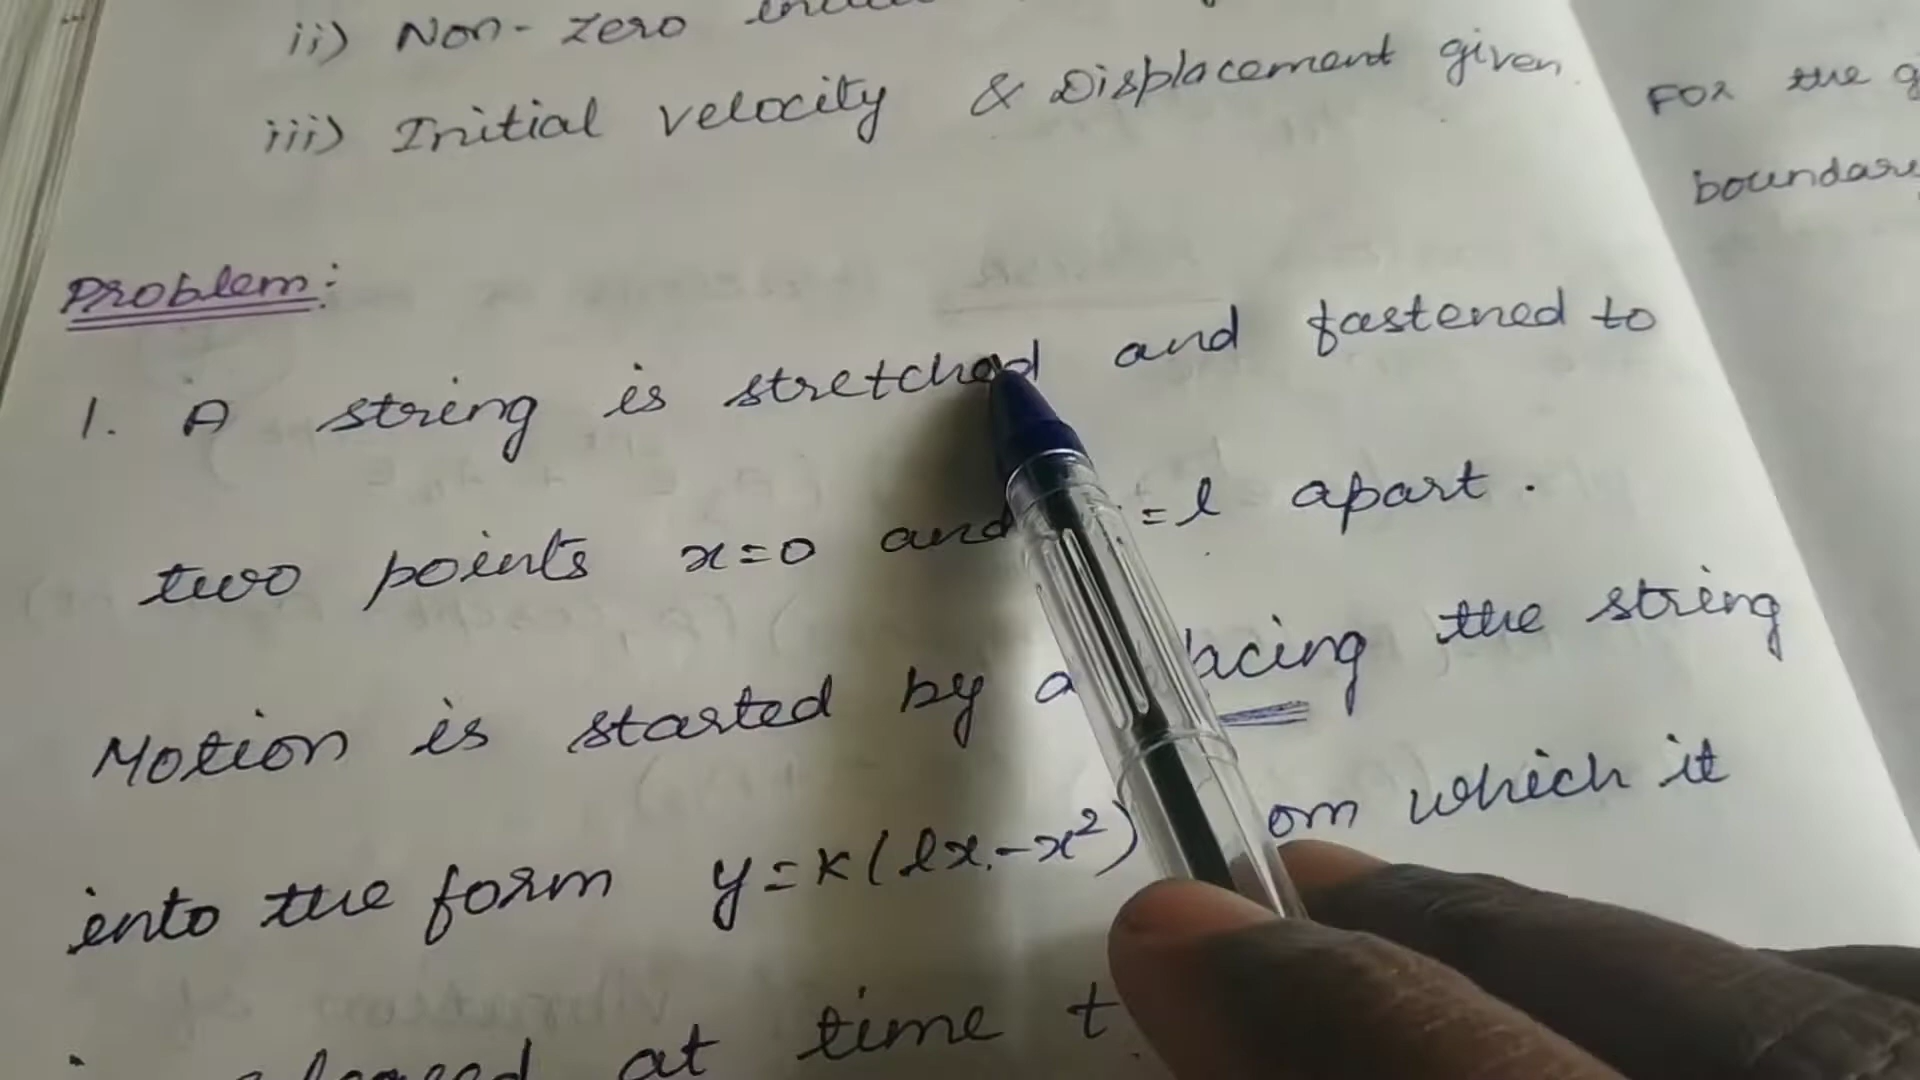 ii) Non-zero
iii) Initial velocity & Displacement given.
Problem:
1. A string is stretched and fastened to
two points x=0 and =l apart.
Motion is started by the string
into the form y=k(lx-x²) which it
at time t
For the
boundary